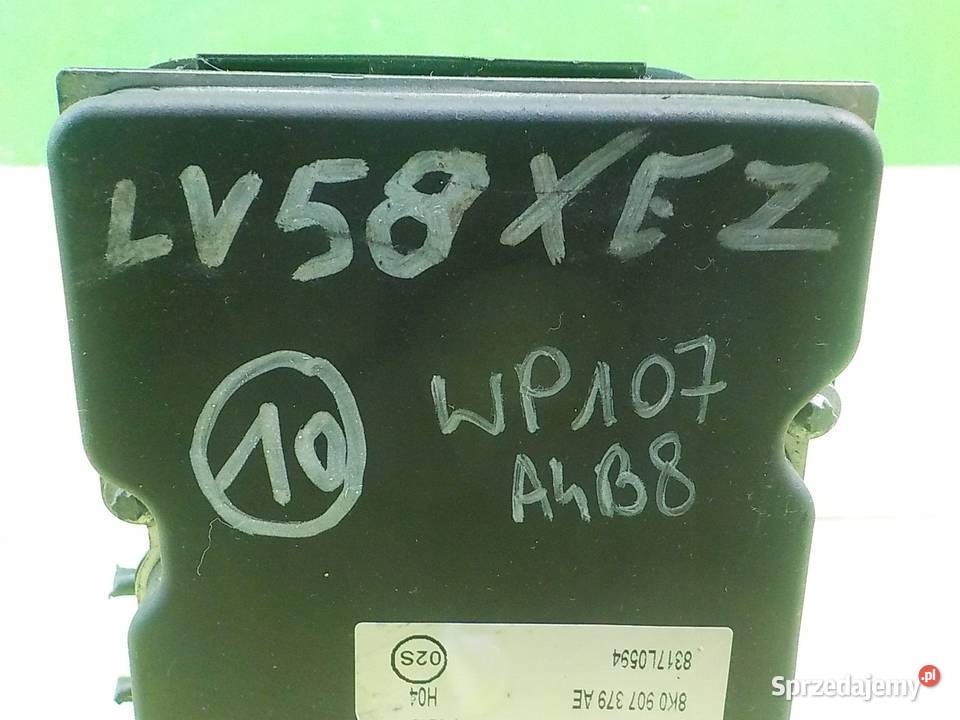 LV58XEZ
10
WP107
A4B8
8K0 907 379 AE
H04
8317L0594
02S
Sprzedajemy.pl